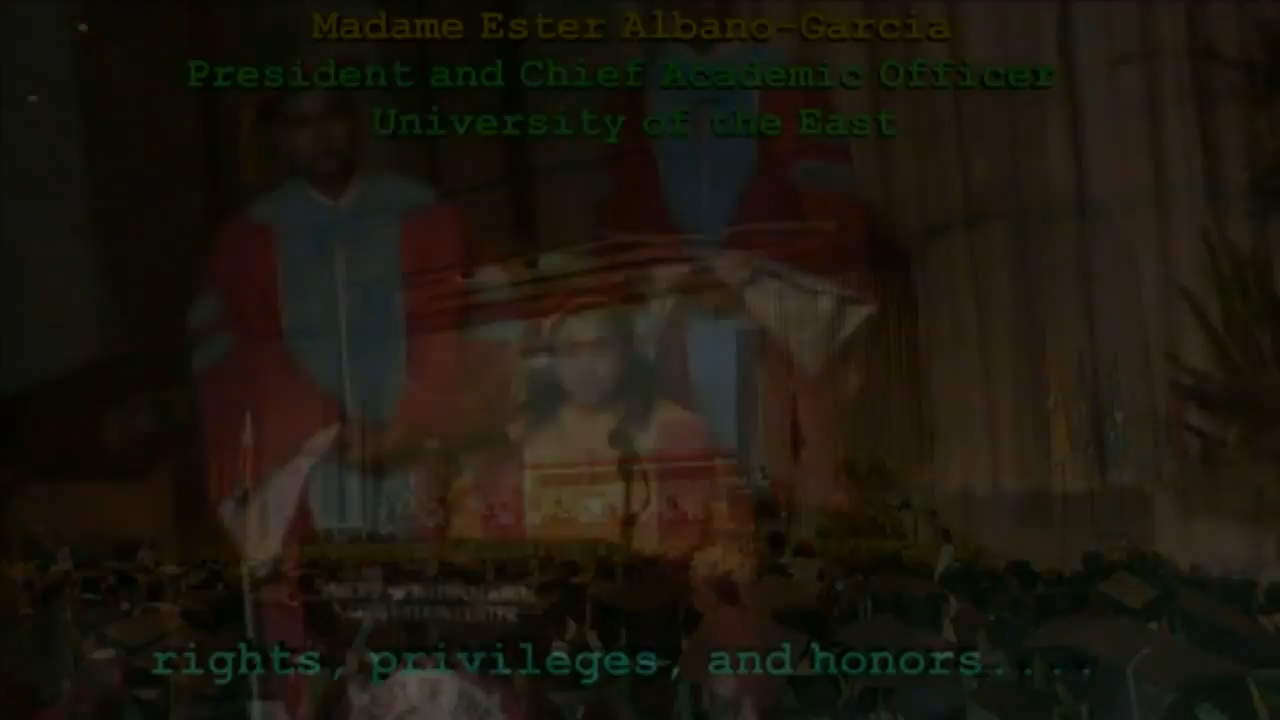 Madame Ester Albano-Garcia
President and Chief Academic Officer
University of the East
rights, privileges, and honors....